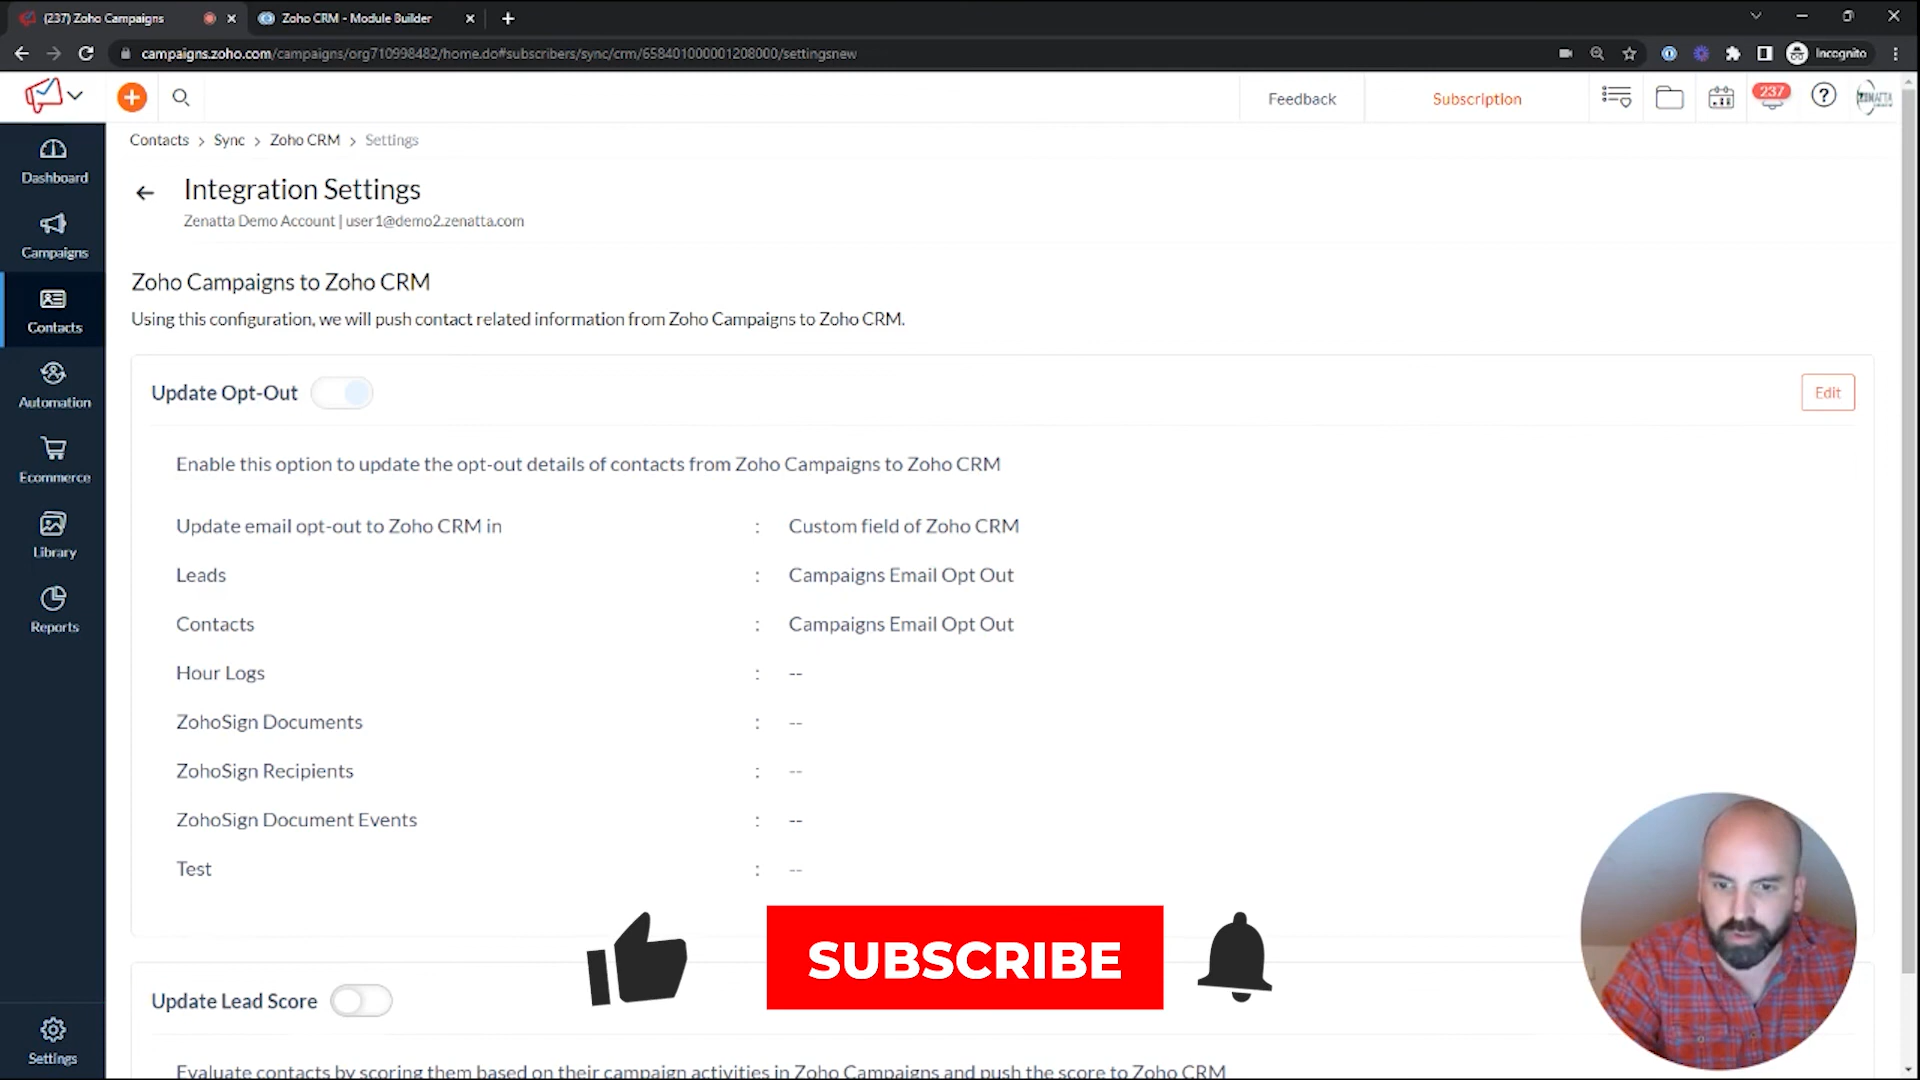 (237) Zoho Campaigns
Zoho CRM - Module Builder
campaigns.zoho.com/campaigns/org710998482/home.do#subscribers/sync/crm/658401000001208000/settingsnew
Incognito
Feedback
Subscription
237
ZENATTA
Contacts > Sync > Zoho CRM > Settings
Integration Settings
Zenatta Demo Account | user1@demo2.zenatta.com
Dashboard
Campaigns
Contacts
Automation
Ecommerce
Library
Reports
Settings
Zoho Campaigns to Zoho CRM
Using this configuration, we will push contact related information from Zoho Campaigns to Zoho CRM.
Update Opt-Out
Edit
Enable this option to update the opt-out details of contacts from Zoho Campaigns to Zoho CRM
Update email opt-out to Zoho CRM in : Custom field of Zoho CRM
Leads : Campaigns Email Opt Out
Contacts : Campaigns Email Opt Out
Hour Logs : --
ZohoSign Documents : --
ZohoSign Recipients : --
ZohoSign Document Events : --
Test : --
SUBSCRIBE
Update Lead Score
Evaluate contacts by scoring them based on their campaign activities in Zoho Campaigns and push the score to Zoho CRM